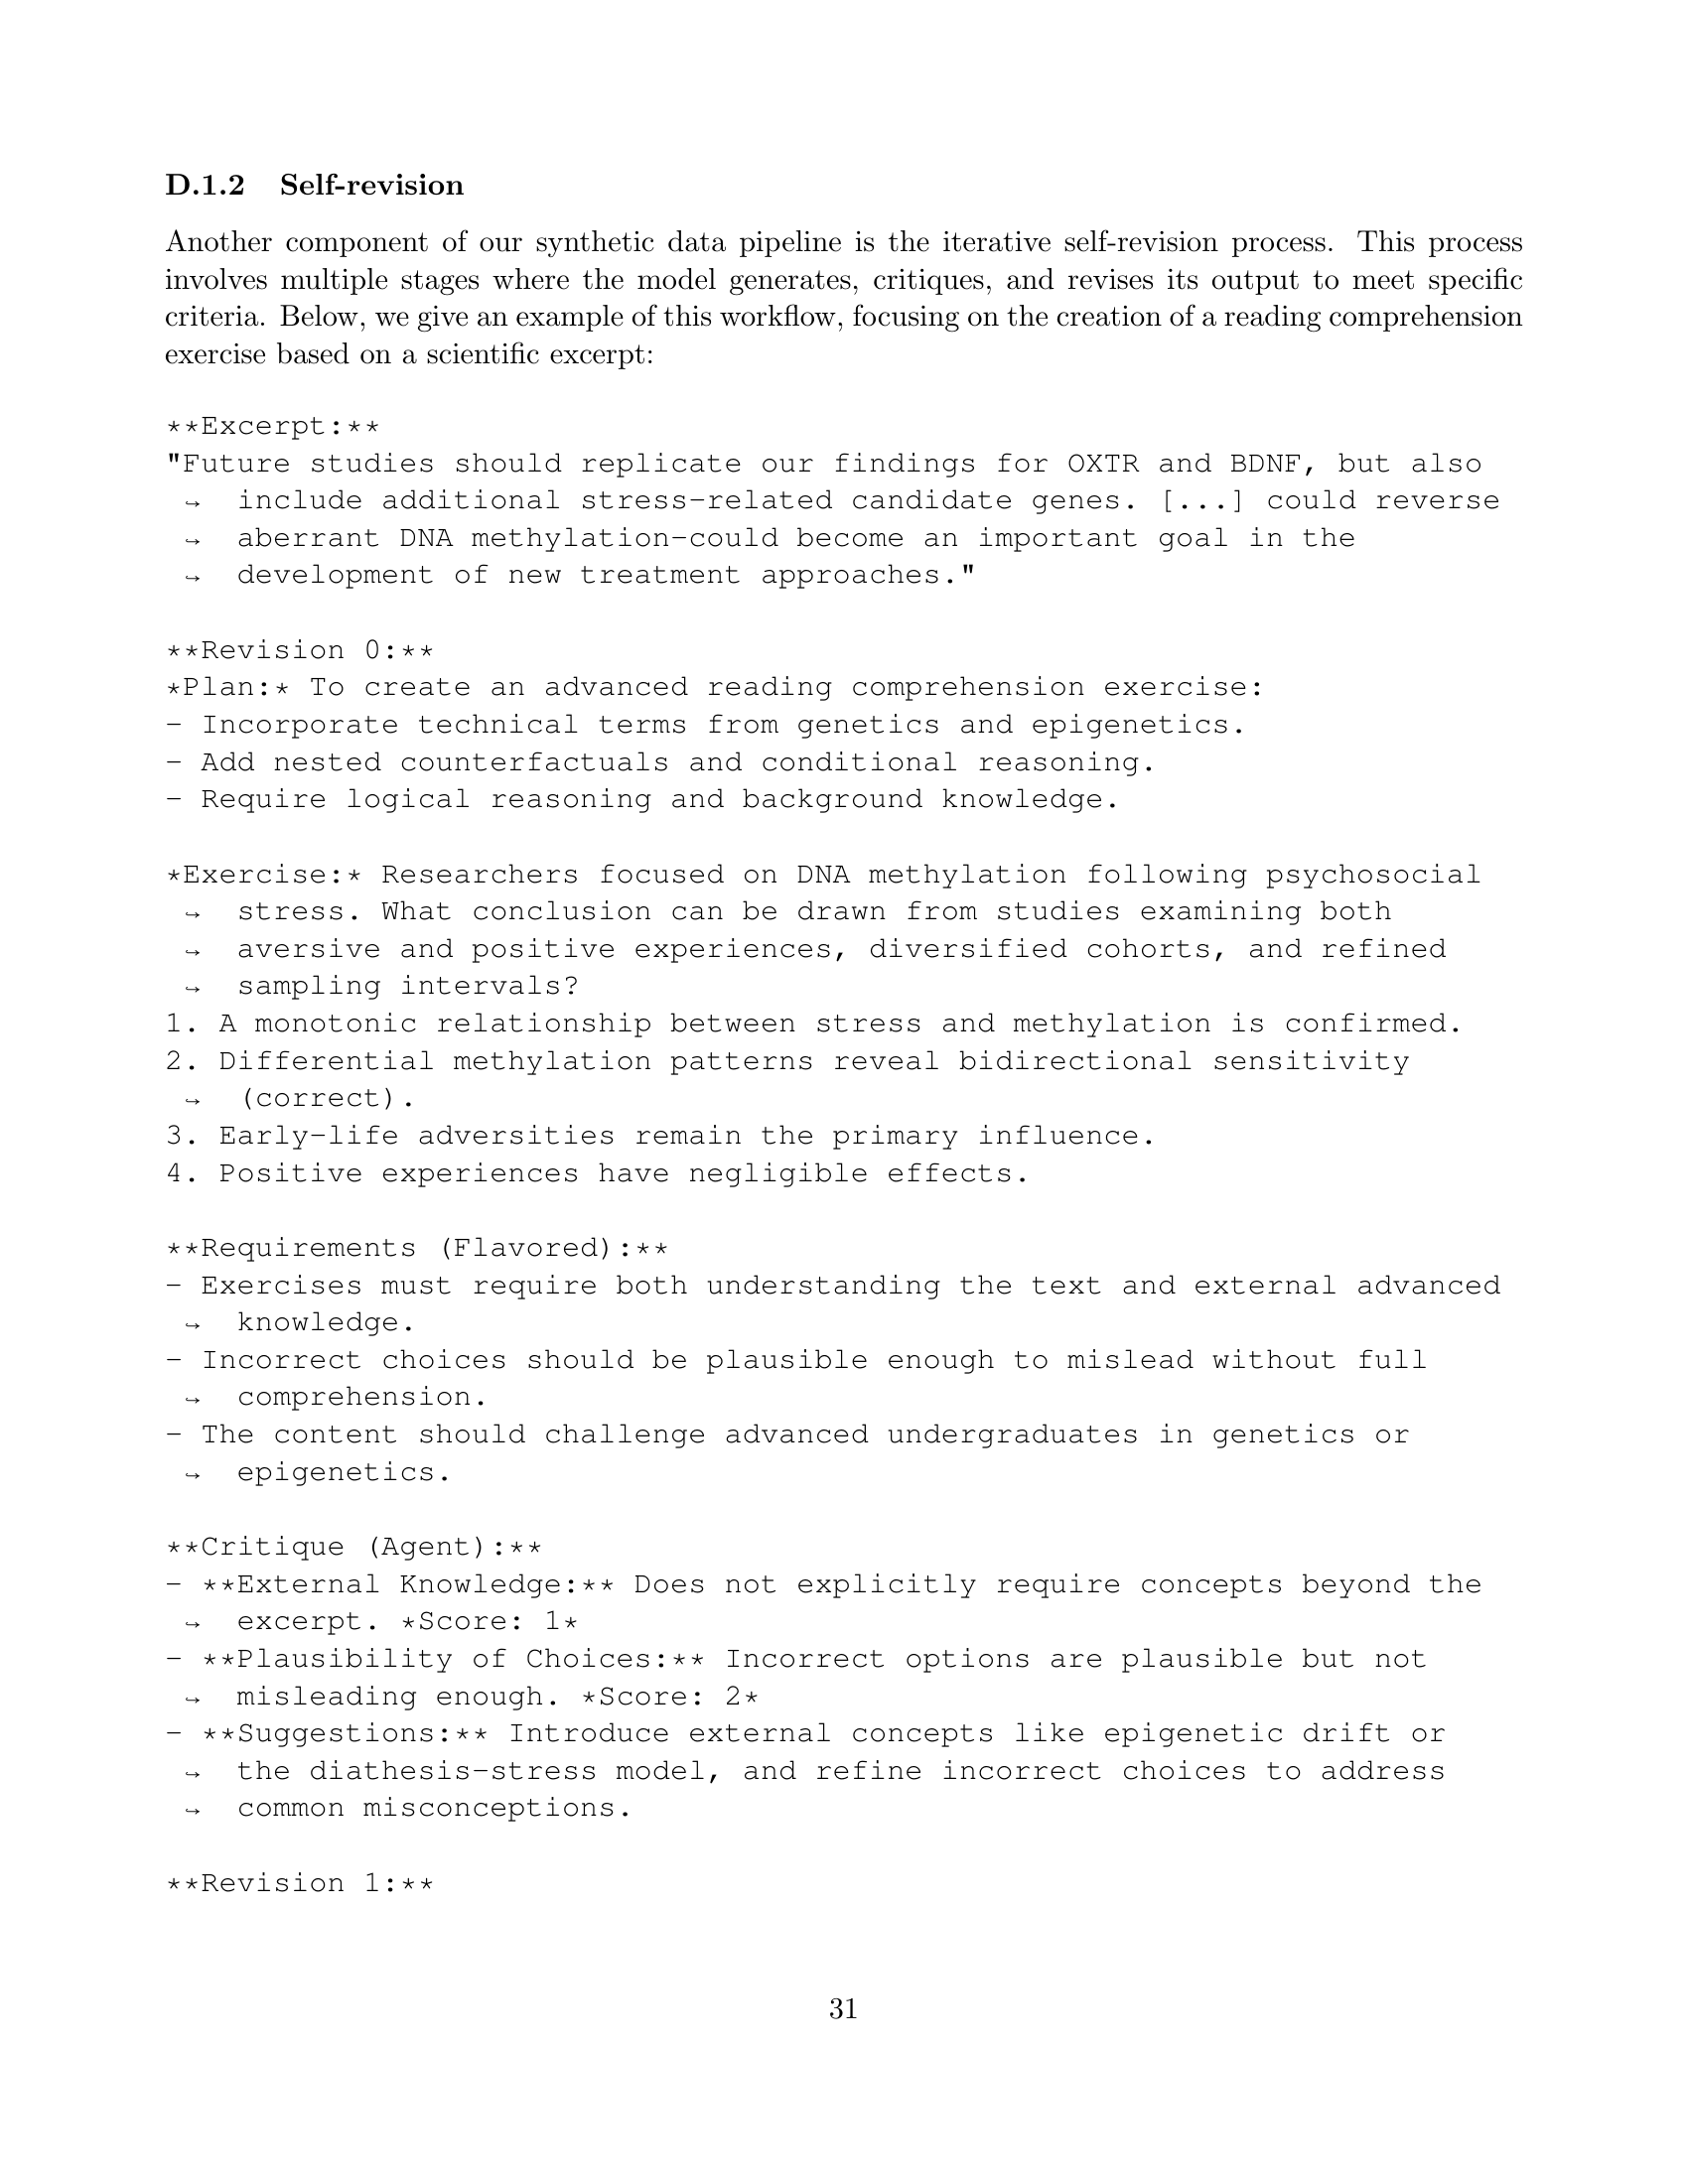 D.1.2 Self-revision
Another component of our synthetic data pipeline is the iterative self-revision process. This process
involves multiple stages where the model generates, critiques, and revises its output to meet specific
criteria. Below, we give an example of this workflow, focusing on the creation of a reading comprehension
exercise based on a scientific excerpt:
**Excerpt:**
"Future studies should replicate our findings for OXTR and BDNF, but also
↪ include additional stress-related candidate genes. [...] could reverse
↪ aberrant DNA methylation-could become an important goal in the
↪ development of new treatment approaches."
**Revision 0:**
*Plan:* To create an advanced reading comprehension exercise:
- Incorporate technical terms from genetics and epigenetics.
- Add nested counterfactuals and conditional reasoning.
- Require logical reasoning and background knowledge.
*Exercise:* Researchers focused on DNA methylation following psychosocial
↪ stress. What conclusion can be drawn from studies examining both
↪ aversive and positive experiences, diversified cohorts, and refined
↪ sampling intervals?
1. A monotonic relationship between stress and methylation is confirmed.
2. Differential methylation patterns reveal bidirectional sensitivity
↪ (correct).
3. Early-life adversities remain the primary influence.
4. Positive experiences have negligible effects.
**Requirements (Flavored):**
- Exercises must require both understanding the text and external advanced
↪ knowledge.
- Incorrect choices should be plausible enough to mislead without full
↪ comprehension.
- The content should challenge advanced undergraduates in genetics or
↪ epigenetics.
**Critique (Agent):**
- **External Knowledge:** Does not explicitly require concepts beyond the
↪ excerpt. *Score: 1*
- **Plausibility of Choices:** Incorrect options are plausible but not
↪ misleading enough. *Score: 2*
- **Suggestions:** Introduce external concepts like epigenetic drift or
↪ the diathesis-stress model, and refine incorrect choices to address
↪ common misconceptions.
**Revision 1:**
31